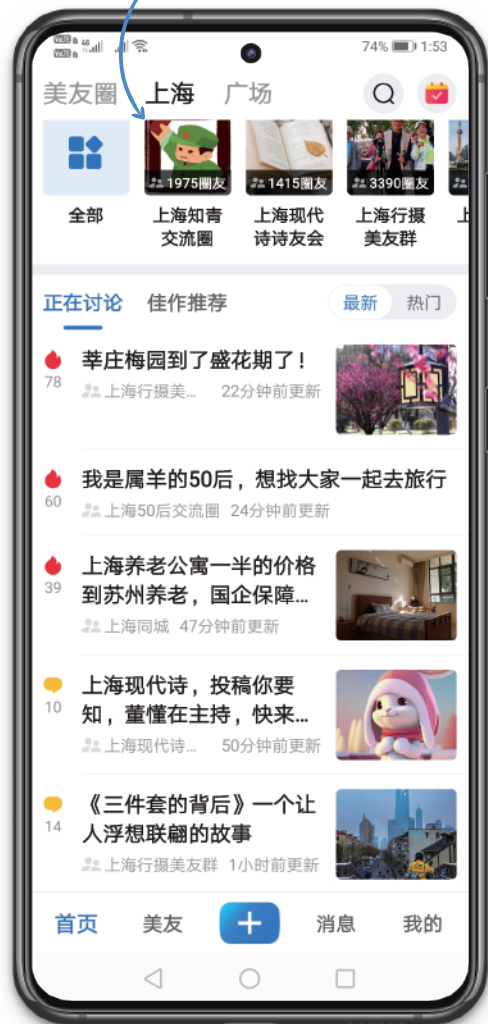 74% 1:53
美友圈 上海 广场
1975圈友 1415圈友 3390圈友
全部 上海知青 上海现代 上海行摄
交流圈 诗诗友会 美友群
正在讨论 佳作推荐 最新 热门
莘庄梅园到了盛花期了！
78 上海行摄美... 22分钟前更新
我是属羊的50后，想找大家一起去旅行
60 上海50后交流圈 24分钟前更新
上海养老公寓一半的价格
39 到苏州养老，国企保障...
上海同城 47分钟前更新
上海现代诗，投稿你要
10 知，董懂在主持，快来...
上海现代诗... 50分钟前更新
《三件套的背后》一个让
14 人浮想联翩的故事
上海行摄美友群 1小时前更新
首页 美友 消息 我的